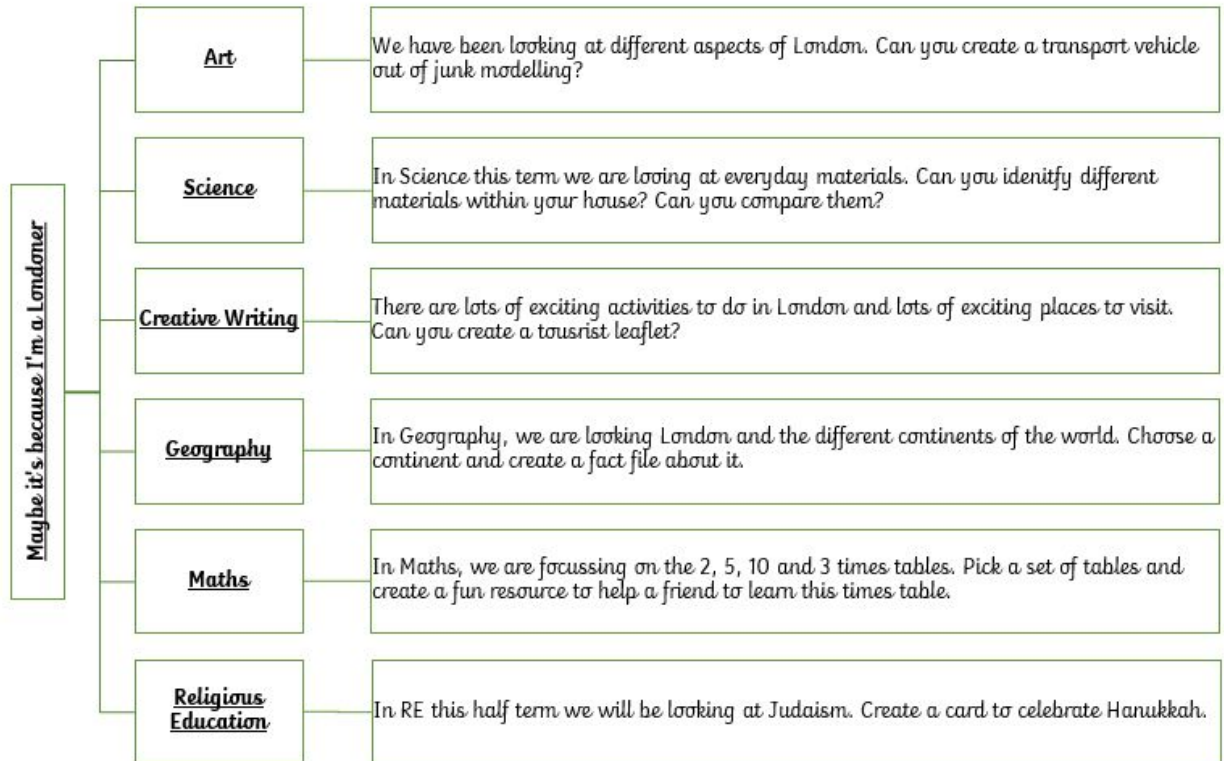 Maybe it's because I'm a Londoner
Art
We have been looking at different aspects of London. Can you create a transport vehicle
out of junk modelling?
Science
In Science this term we are looing at everyday materials. Can you idenitfy different
materials within your house? Can you compare them?
Creative Writing
There are lots of exciting activities to do in London and lots of exciting places to visit.
Can you create a tousrist leaflet?
Geography
In Geography, we are looking London and the different continents of the world. Choose a
continent and create a fact file about it.
Maths
In Maths, we are focussing on the 2, 5, 10 and 3 times tables. Pick a set of tables and
create a fun resource to help a friend to learn this times table.
Religious
Education
In RE this half term we will be looking at Judaism. Create a card to celebrate Hanukkah.